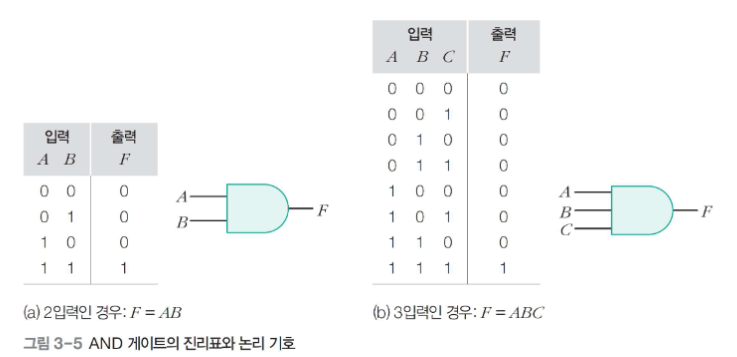 입력 출력
A B F
0 0 0
0 1 0
1 0 0
1 1 1
A
B
F
(a) 2입력인 경우: F = AB
입력 출력
A B C F
0 0 0 0
0 0 1 0
0 1 0 0
0 1 1 0
1 0 0 0
1 0 1 0
1 1 0 0
1 1 1 1
A
B
C
F
(b) 3입력인 경우: F = ABC
그림 3-5 AND 게이트의 진리표와 논리 기호